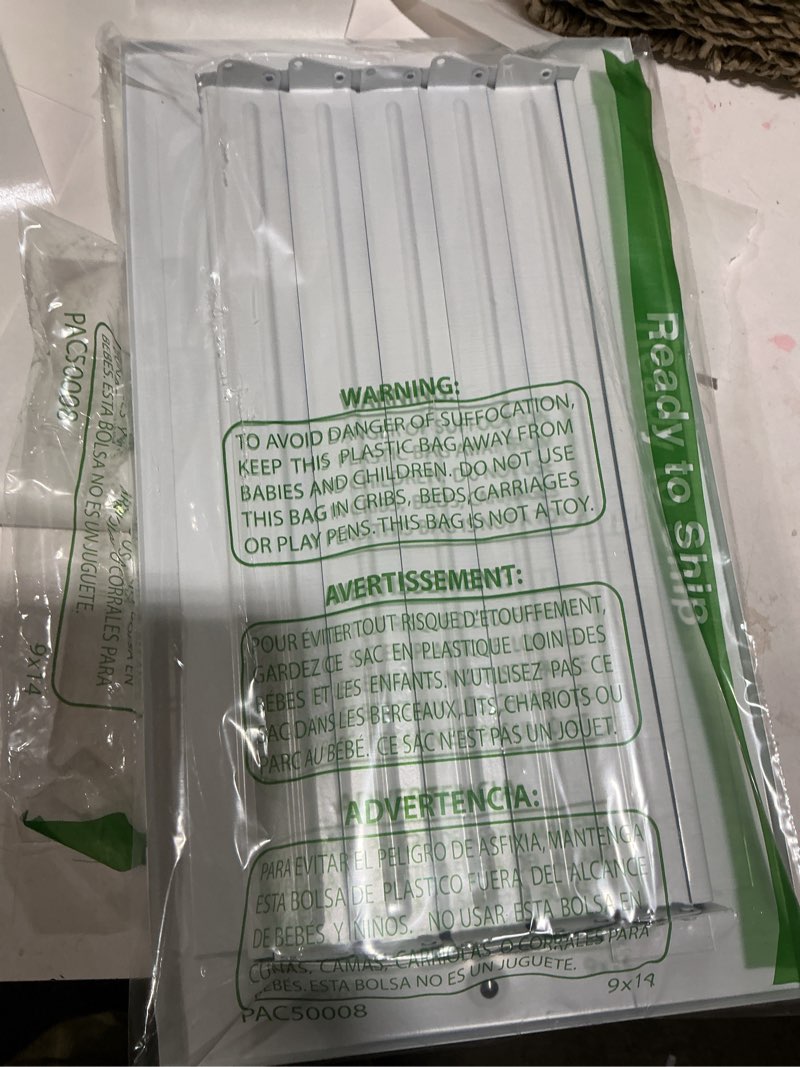 WARNING:
TO AVOID DANGER OF SUFFOCATION,
KEEP THIS PLASTIC BAG AWAY FROM
BABIES AND CHILDREN. DO NOT USE
THIS BAG IN CRIBS, BEDS, CARRIAGES
OR PLAY PENS. THIS BAG IS NOT A TOY.
AVERTISSEMENT:
POUR ÉVITER TOUT RISQUE D'ETOUFFEMENT,
GARDEZ CE SAC EN PLASTIQUE LOIN DES
BEBES ET LES ENFANTS. N'UTILISEZ PAS CE
SAC DANS LES BERCEAUX, LITS, CHARIOTS OU
PARC AU BEBÉ. CE SAC N'EST PAS UN JOUET.
ADVERTENCIA:
PARA EVITAR EL PELIGRO DE ASFIXIA, MANTENGA
ESTA BOLSA DE PLASTICO FUERA DEL ALCANCE
DE BEBES Y NIÑOS. NO USAR ESTA BOLSA EN
CUNAS, CAMAS, CARRIOLAS O CORRALES PARA
BEBES. ESTA BOLSA NO ES UN JUGUETE.
9x14
PAC50008
Ready to Ship
O CORRALES PARA
BEBES. ESTA BOLSA NO ES UN JUGUETE.
PAC50008
9x14